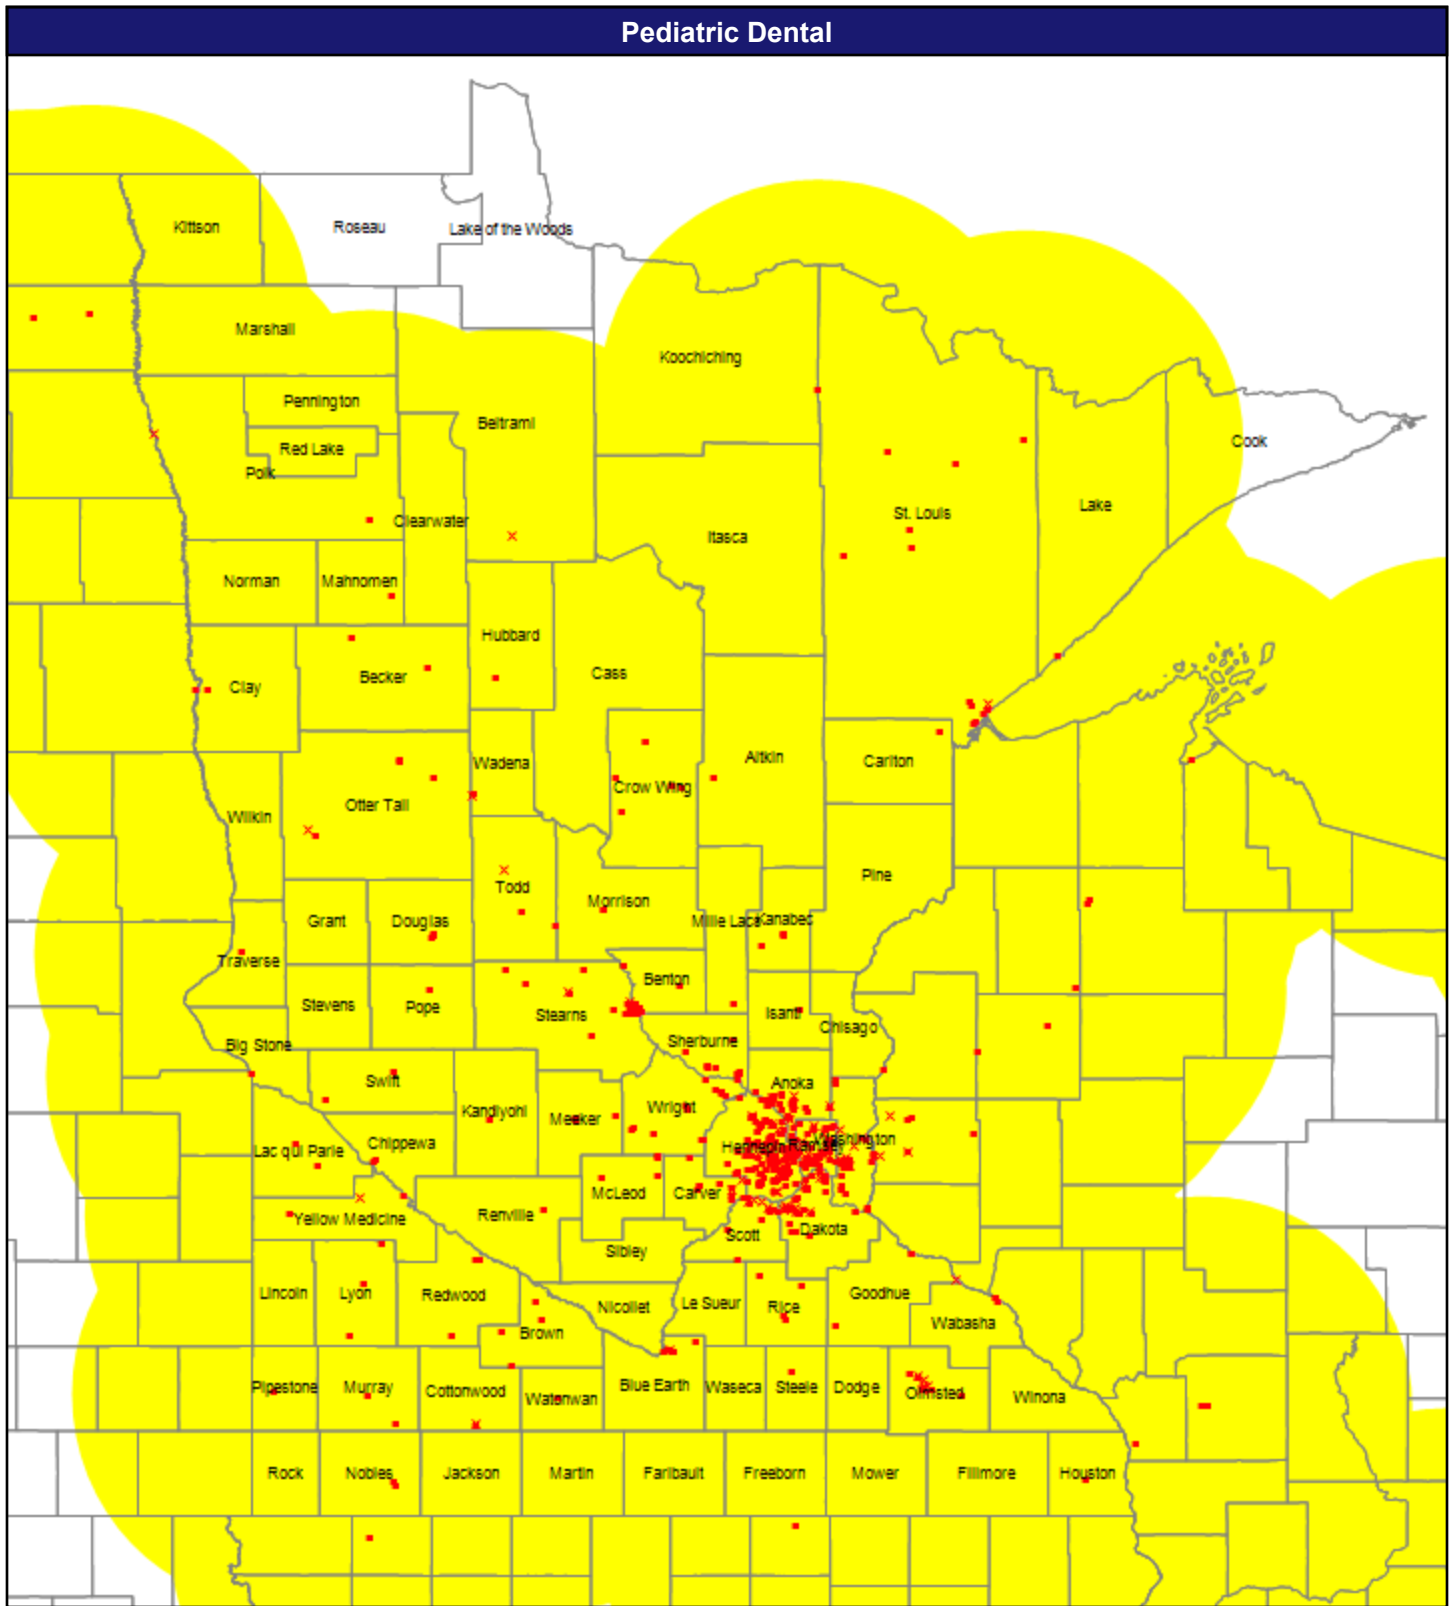 Pediatric Dental
Kittson
Roseau
Lake of the Woods
Marshall
Koochiching
Pennington
Beltrami
Red Lake
Cook
Polk
Lake
St. Louis
Clearwater
Itasca
Norman
Mahnomen
Hubbard
Cass
Becker
Clay
Aitkin
Carlton
Wadena
Crow Wing
Otter Tail
Wilkin
Pine
Todd
Morrison
Grant
Douglas
Mille Lacs
Kanabec
Traverse
Benton
Stevens
Pope
Stearns
Isanti
Chisago
Big Stone
Sherburne
Swift
Anoka
Kandiyohi
Meeker
Wright
Chippewa
Hennepin
Ramsey
Washington
Lac qui Parle
McLeod
Carver
Yellow Medicine
Renville
Scott
Dakota
Sibley
Lincoln
Lyon
Redwood
Nicollet
Le Sueur
Rice
Goodhue
Wabasha
Brown
Pipestone
Murray
Cottonwood
Watonwan
Blue Earth
Waseca
Steele
Dodge
Olmsted
Winona
Rock
Nobles
Jackson
Martin
Faribault
Freeborn
Mower
Fillmore
Houston